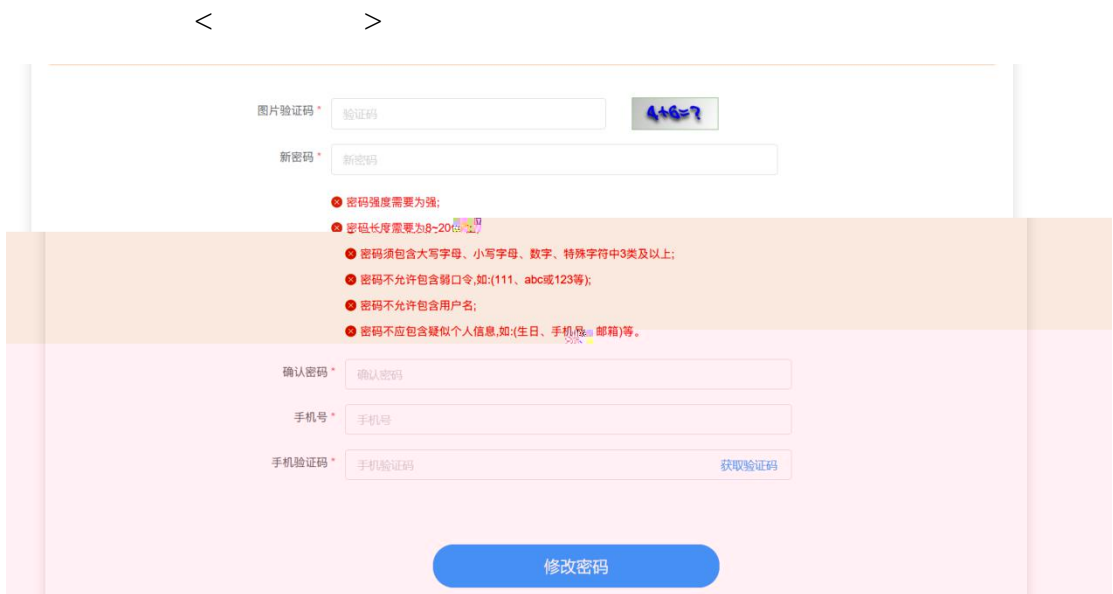 < >
图片验证码 * 验证码 4+6=?
新密码 * 新密码
密码强度需要为强;
密码长度需要为8~20
密码须包含大写字母、小写字母、数字、特殊字符中3类及以上;
密码不允许包含弱口令,如:(111、abc或123等);
密码不允许包含用户名;
密码不应包含疑似个人信息,如:(生日、手机号 邮箱)等。
确认密码 * 确认密码
手机号 * 手机号
手机验证码 * 手机验证码 获取验证码
修改密码